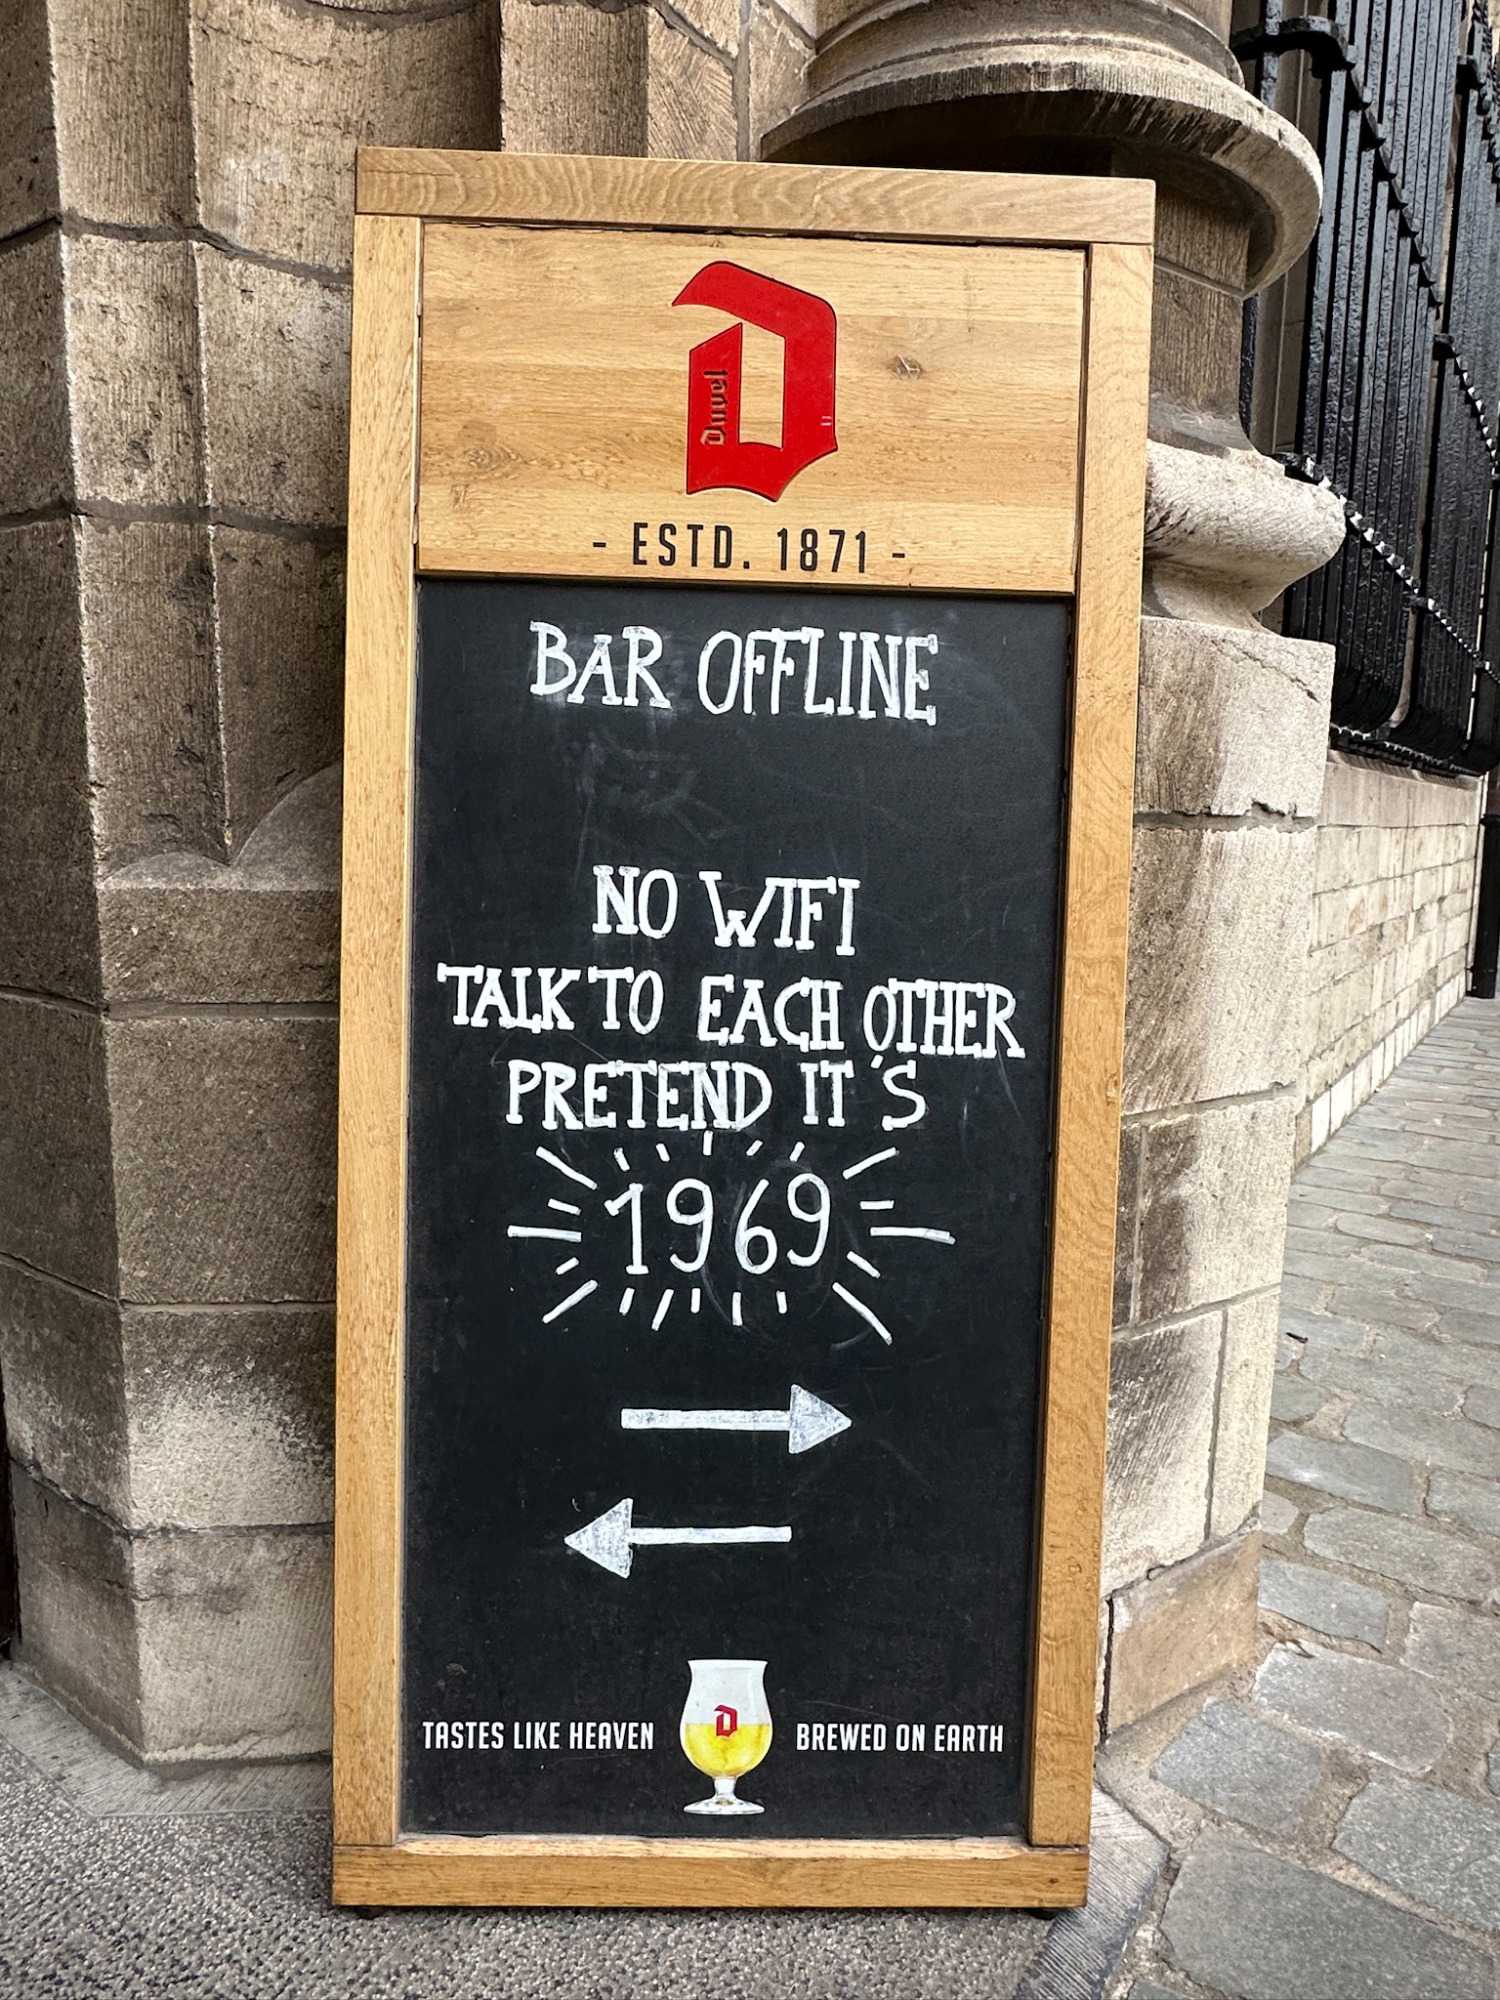 Duvel
- ESTD. 1871 -
BAR OFFLINE
NO WIFI
TALK TO EACH OTHER
PRETEND IT'S
1969
TASTES LIKE HEAVEN BREWED ON EARTH